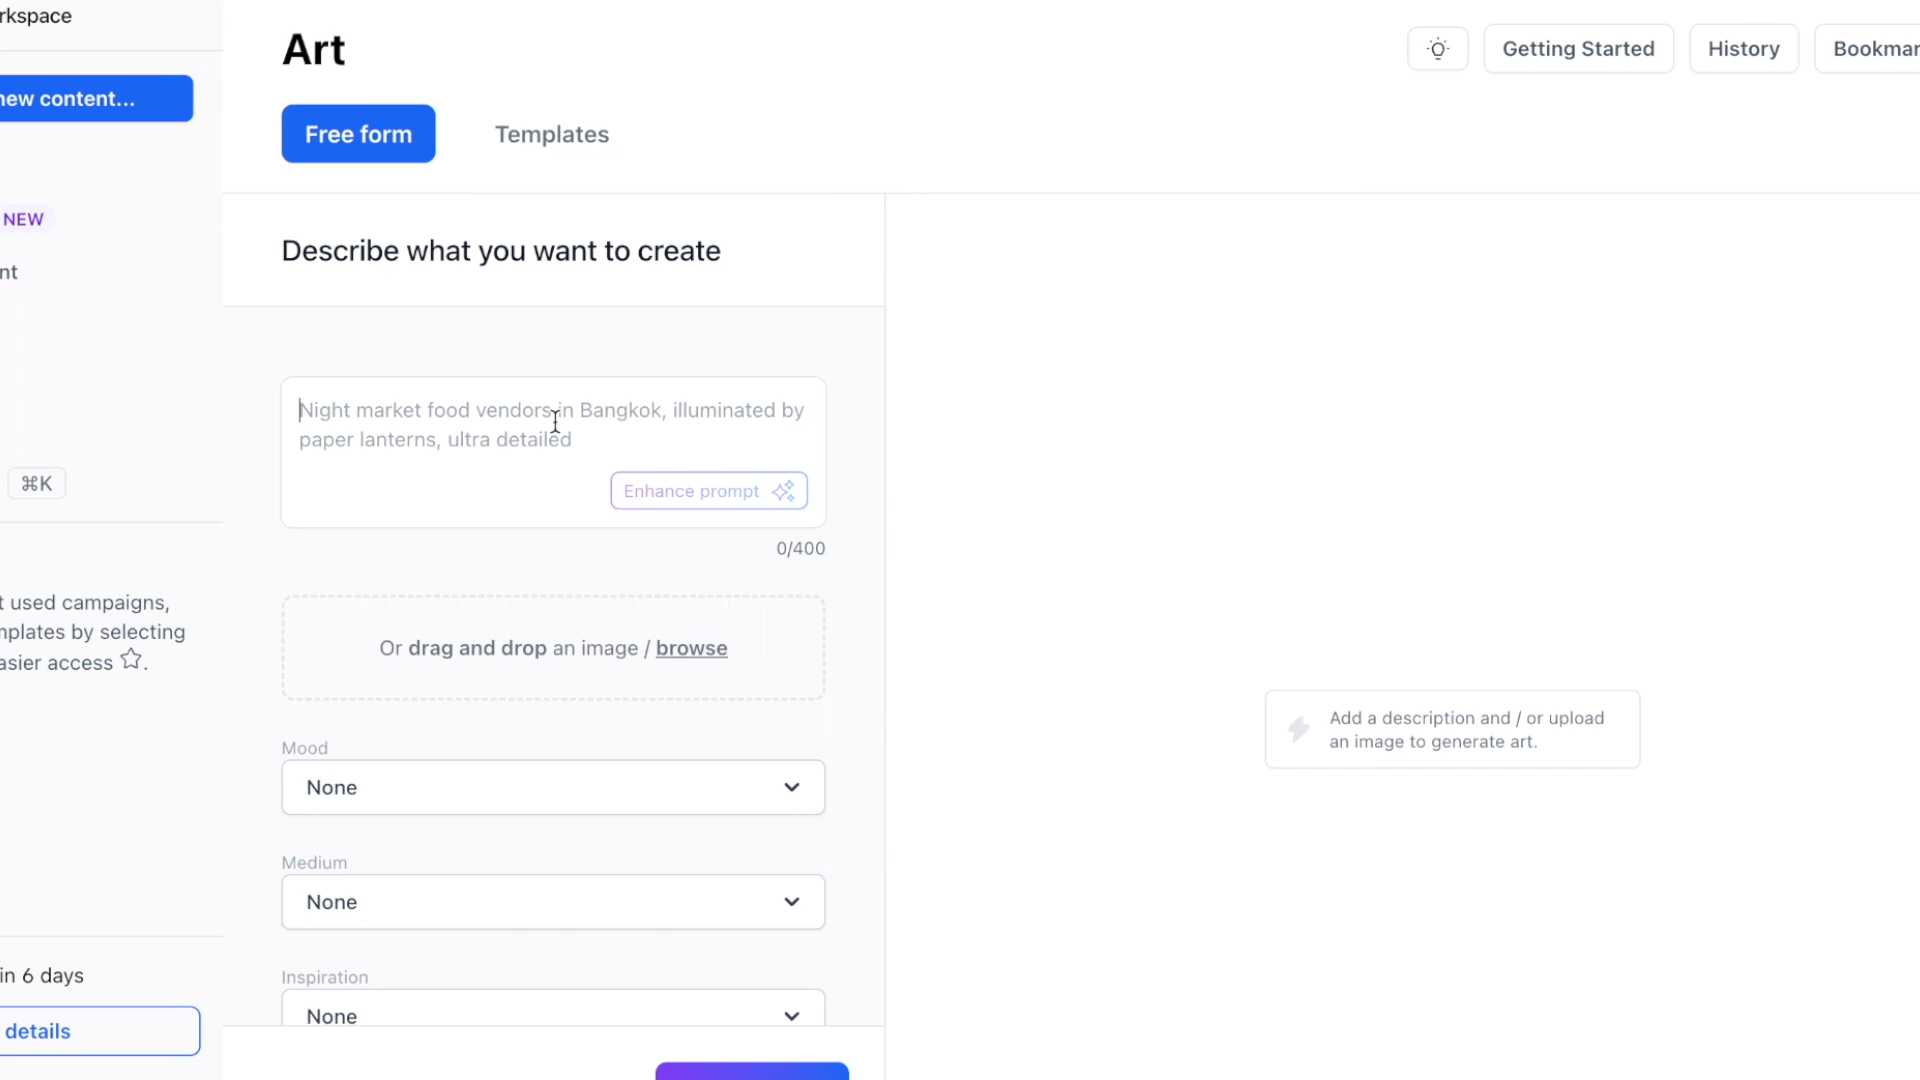 rkspace
new content...
NEW
nt
⌘K
t used campaigns,
mplates by selecting
asier access ☆.
in 6 days
details
Art
Getting Started
History
Bookmar
Free form
Templates
Describe what you want to create
Night market food vendors in Bangkok, illuminated by
paper lanterns, ultra detailed
Enhance prompt
0/400
Or drag and drop an image / browse
Mood
None
Medium
None
Inspiration
None
Add a description and / or upload
an image to generate art.